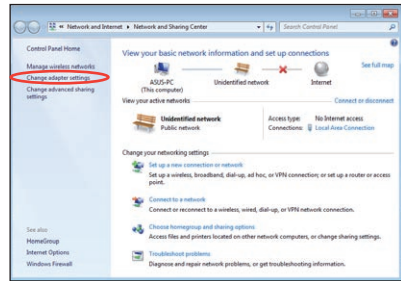 « Network and Internet ▸ Network and Sharing Center
Search Control Panel
Control Panel Home
Manage wireless networks
Change adapter settings
Change advanced sharing
settings
See also
HomeGroup
Internet Options
Windows Firewall
View your basic network information and set up connections
See full map
ASUS-PC
(This computer)
Unidentified network
Internet
View your active networks
Connect or disconnect
Unidentified network
Public network
Access type: No Internet access
Connections: Local Area Connection
Change your networking settings
Set up a new connection or network
Set up a wireless, broadband, dial-up, ad hoc, or VPN connection; or set up a router or access
point.
Connect to a network
Connect or reconnect to a wireless, wired, dial-up, or VPN network connection.
Choose homegroup and sharing options
Access files and printers located on other network computers, or change sharing settings.
Troubleshoot problems
Diagnose and repair network problems, or get troubleshooting information.